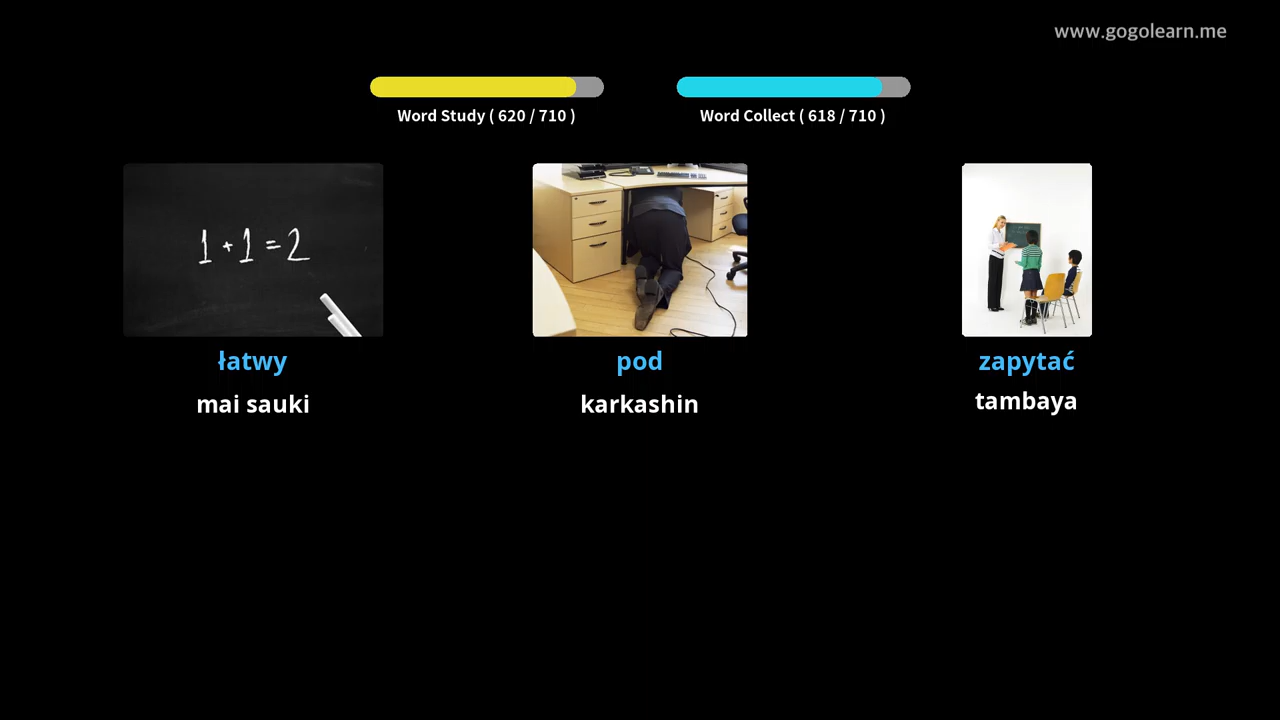 www.gogolearn.me
Word Study ( 620 / 710 )
Word Collect ( 618 / 710 )
1 + 1 = 2
łatwy
pod
zapytać
mai sauki
karkashin
tambaya